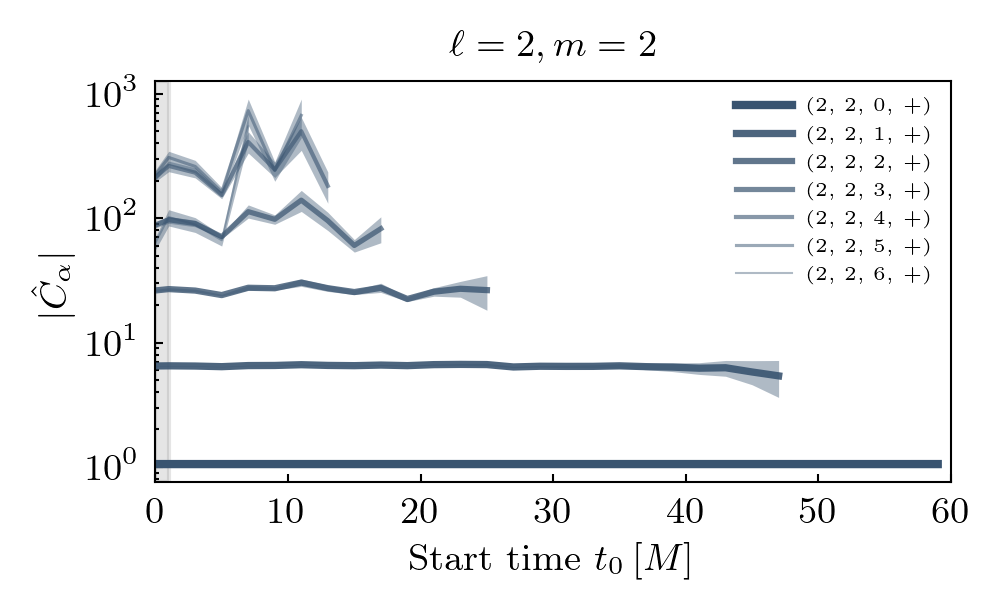 ℓ = 2, m = 2
10³
10²
10¹
10⁰
|Ĉ_α|
(2, 2, 0, +)
(2, 2, 1, +)
(2, 2, 2, +)
(2, 2, 3, +)
(2, 2, 4, +)
(2, 2, 5, +)
(2, 2, 6, +)
0 10 20 30 40 50 60
Start time t₀ [M]